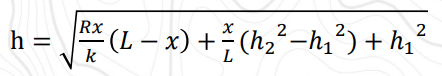 h = √(Rx/k (L − x) + x/L (h₂²−h₁²) + h₁²)